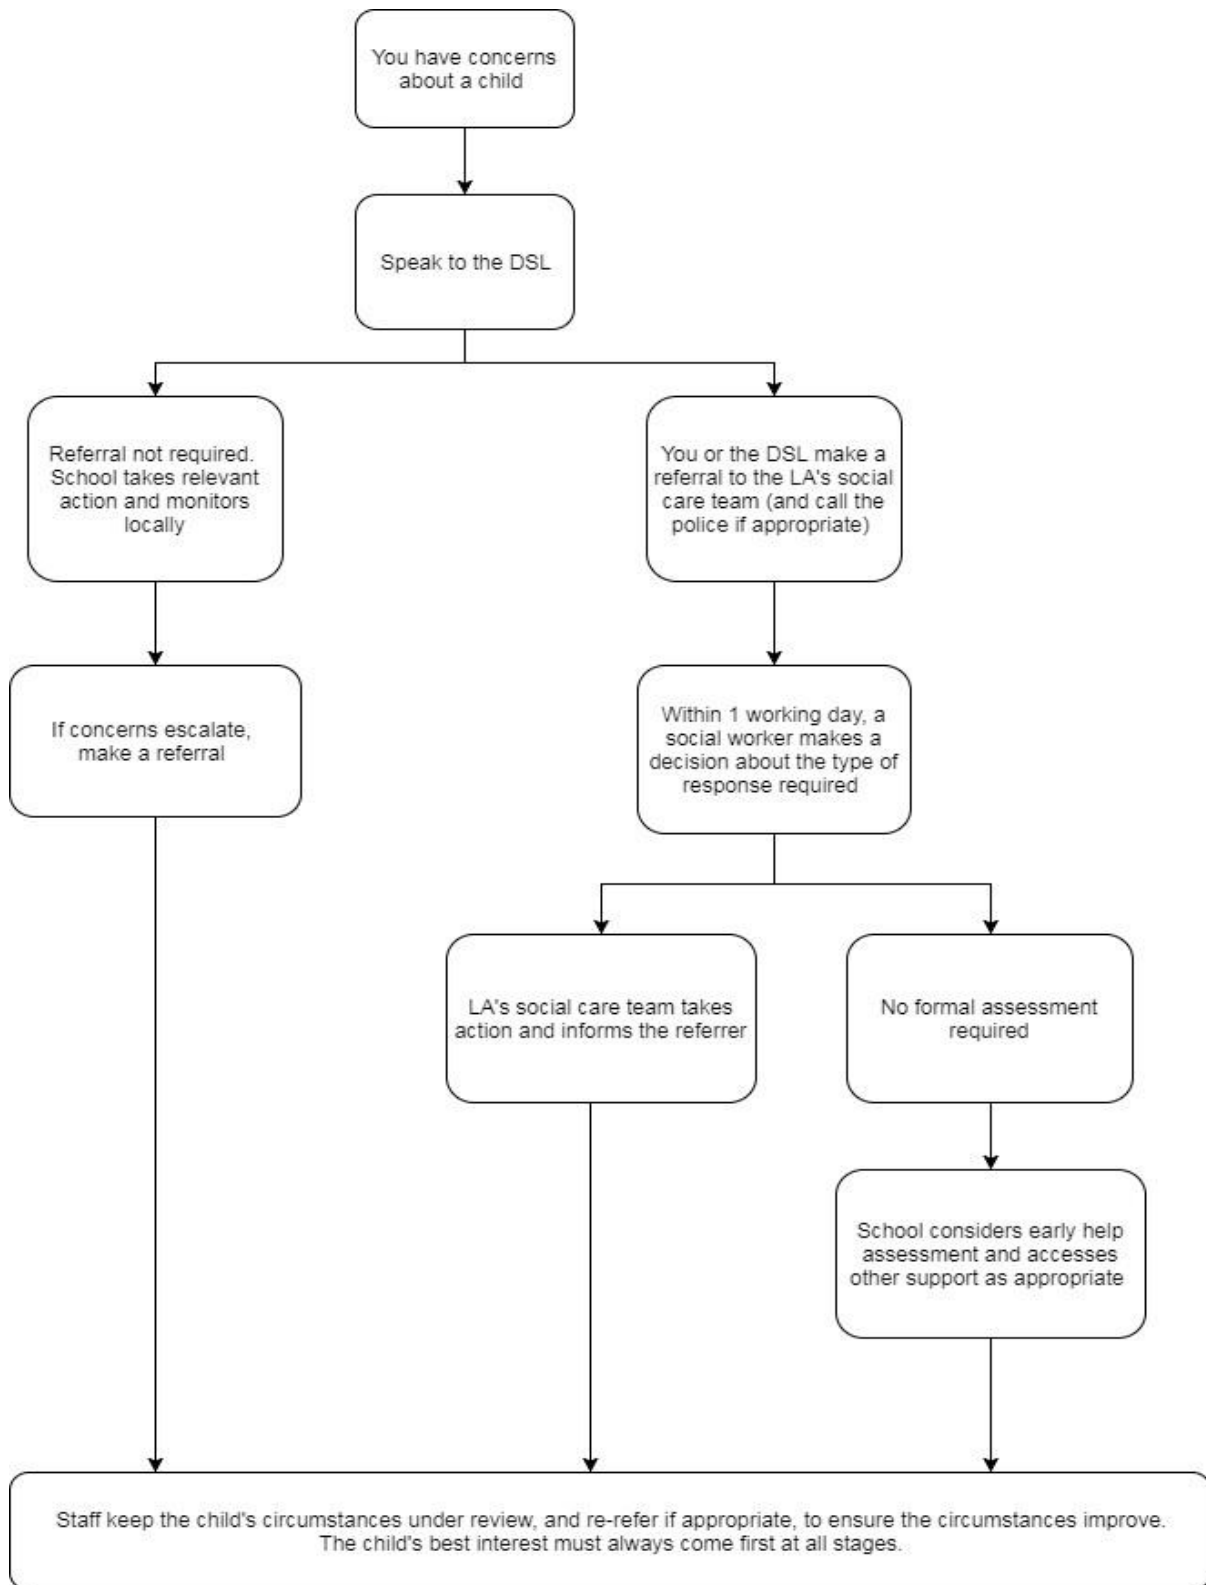 You have concerns
about a child
Speak to the DSL
Referral not required.
School takes relevant
action and monitors
locally
You or the DSL make a
referral to the LA's social
care team (and call the
police if appropriate)
If concerns escalate,
make a referral
Within 1 working day, a
social worker makes a
decision about the type of
response required
LA's social care team takes
action and informs the referrer
No formal assessment
required
School considers early help
assessment and accesses
other support as appropriate
Staff keep the child's circumstances under review, and re-refer if appropriate, to ensure the circumstances improve.
The child's best interest must always come first at all stages.